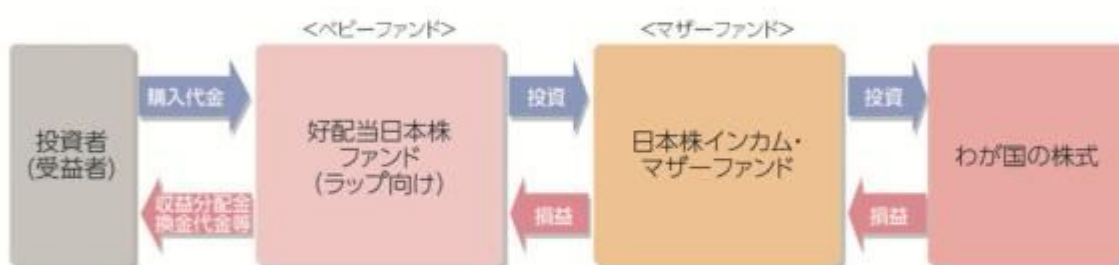 <ベビーファンド>
<マザーファンド>
投資者
(受益者)
購入代金
収益分配金
換金代金等
好配当日本株
ファンド
(ラップ向け)
投資
損益
日本株インカム・
マザーファンド
投資
損益
わが国の株式